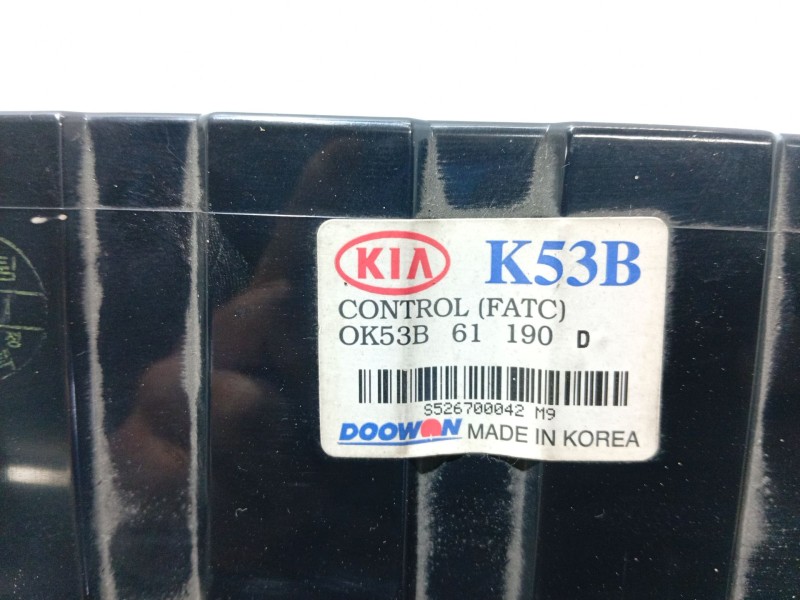 KIA K53B
CONTROL (FATC)
OK53B 61 190 D
S526700042 M9
DOOWON MADE IN KOREA